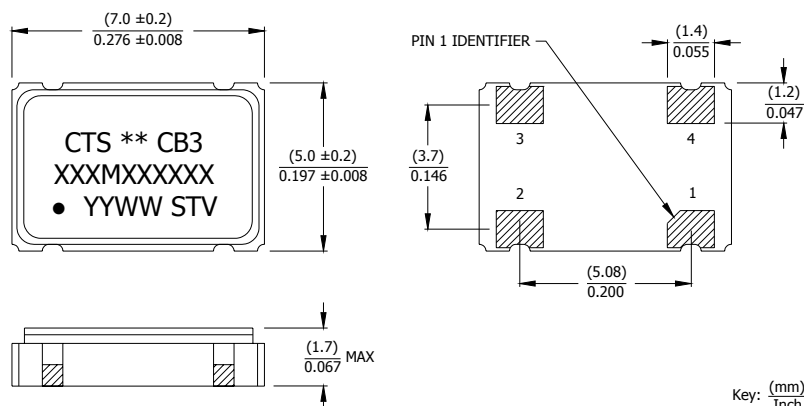 (7.0 ±0.2)
0.276 ±0.008
CTS ** CB3
XXXMXXXXXX
● YYWW STV
(5.0 ±0.2)
0.197 ±0.008
PIN 1 IDENTIFIER
(1.4)
0.055
(1.2)
0.047
3
4
(3.7)
0.146
2
1
(5.08)
0.200
(1.7)
0.067 MAX
Key: (mm)
Inch